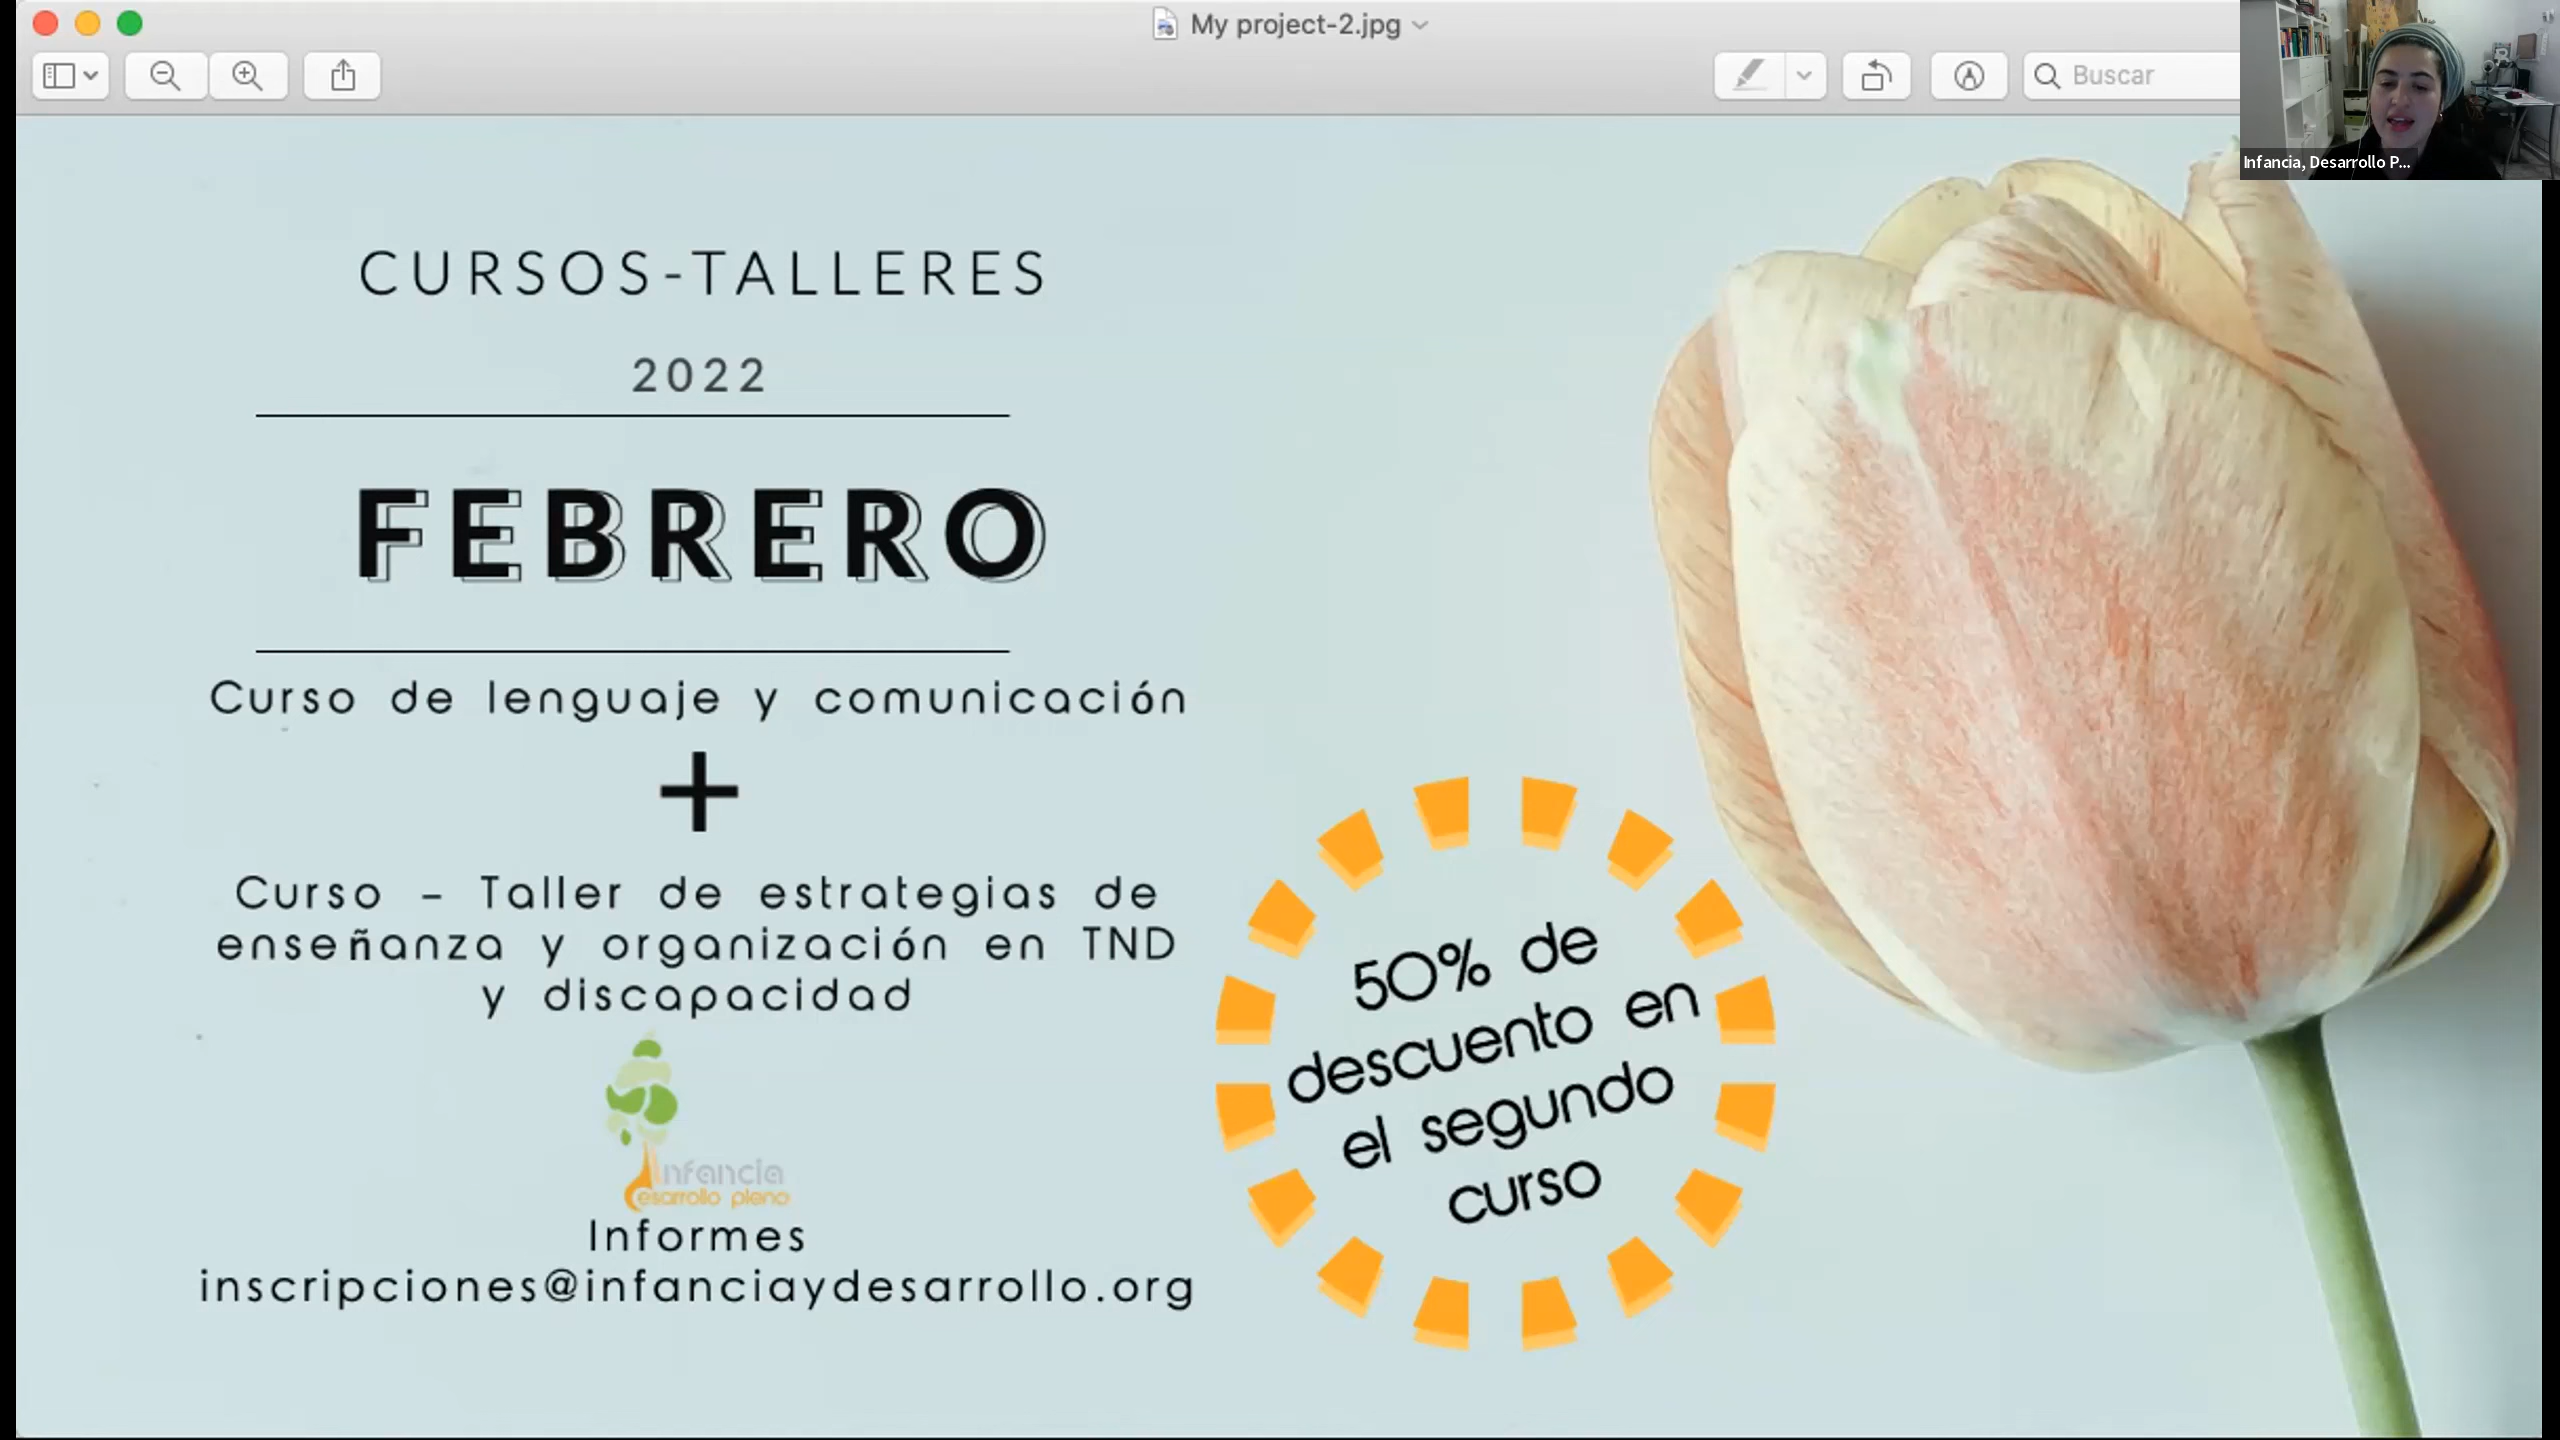 My project-2.jpg
Buscar
Infancia, Desarrollo P...
CURSOS-TALLERES
2022
FEBRERO
Curso de lenguaje y comunicación
+
Curso - Taller de estrategias de
enseñanza y organización en TND
y discapacidad
50% de
descuento en
el segundo
curso
Infancia
Desarrollo pleno
Informes
inscripciones@infanciaydesarrollo.org